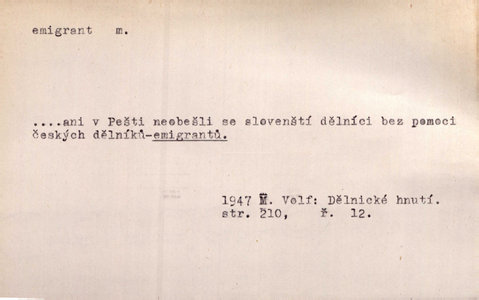 emigrant m.
....ani v Pešti neobešli se slovenští dělníci bez pomoci
českých dělníků-emigrantů.
1947 M. Volf: Dělnické hnutí.
str. 210, ř. 12.